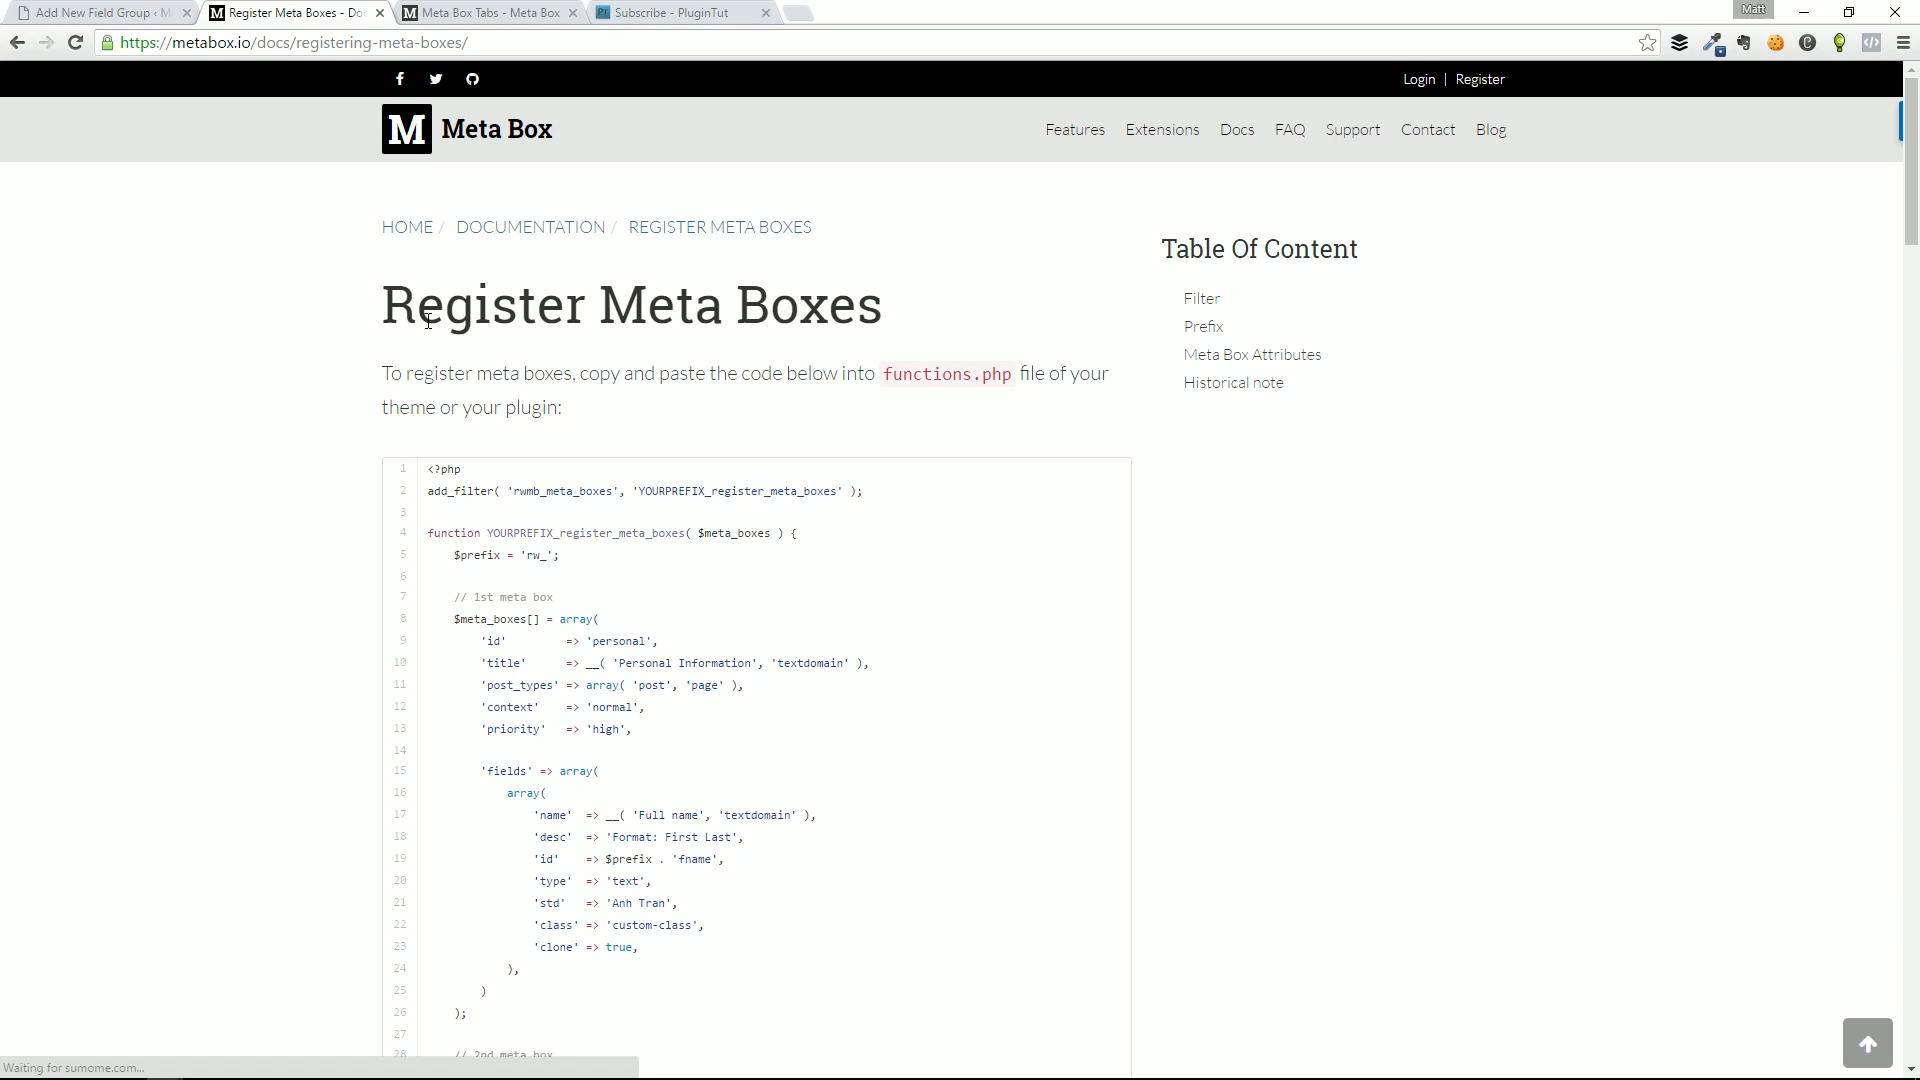 Add New Field Group ‹ M
Register Meta Boxes - Doc
Meta Box Tabs - Meta Box
Subscribe - PluginTut
Matt
https://metabox.io/docs/registering-meta-boxes/
Login | Register
M Meta Box
Features Extensions Docs FAQ Support Contact Blog
HOME / DOCUMENTATION / REGISTER META BOXES
Table Of Content
Filter
Prefix
Meta Box Attributes
Historical note
Register Meta Boxes
To register meta boxes, copy and paste the code below into functions.php file of your
theme or your plugin:
1 <?php
2 add_filter( 'rwmb_meta_boxes', 'YOURPREFIX_register_meta_boxes' );
3
4 function YOURPREFIX_register_meta_boxes( $meta_boxes ) {
5 $prefix = 'rw_';
6
7 // 1st meta box
8 $meta_boxes[] = array(
9 'id' => 'personal',
10 'title' => __( 'Personal Information', 'textdomain' ),
11 'post_types' => array( 'post', 'page' ),
12 'context' => 'normal',
13 'priority' => 'high',
14
15 'fields' => array(
16 array(
17 'name' => __( 'Full name', 'textdomain' ),
18 'desc' => 'Format: First Last',
19 'id' => $prefix . 'fname',
20 'type' => 'text',
21 'std' => 'Anh Tran',
22 'class' => 'custom-class',
23 'clone' => true,
24 ),
25 )
26 );
27
28 // 2nd meta box
Waiting for sumome.com...